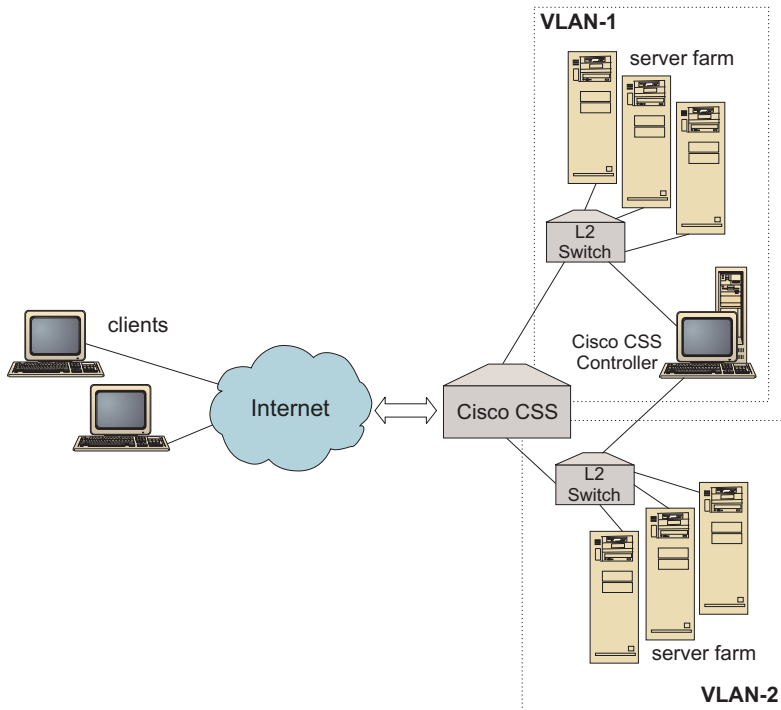 VLAN-1
server farm
L2
Switch
clients
Cisco CSS
Controller
Internet
Cisco CSS
L2
Switch
server farm
VLAN-2